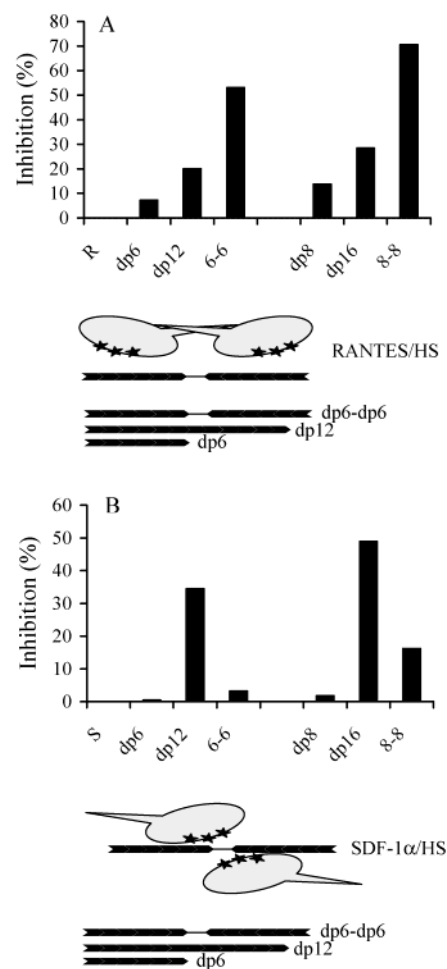 A
Inhibition (%)
80
70
60
50
40
30
20
10
0
R
dp6
dp12
6-6
dp8
dp16
8-8
RANTES/HS
dp6-dp6
dp12
dp6
B
Inhibition (%)
60
50
40
30
20
10
0
S
dp6
dp12
6-6
dp8
dp16
8-8
SDF-1α/HS
dp6-dp6
dp12
dp6